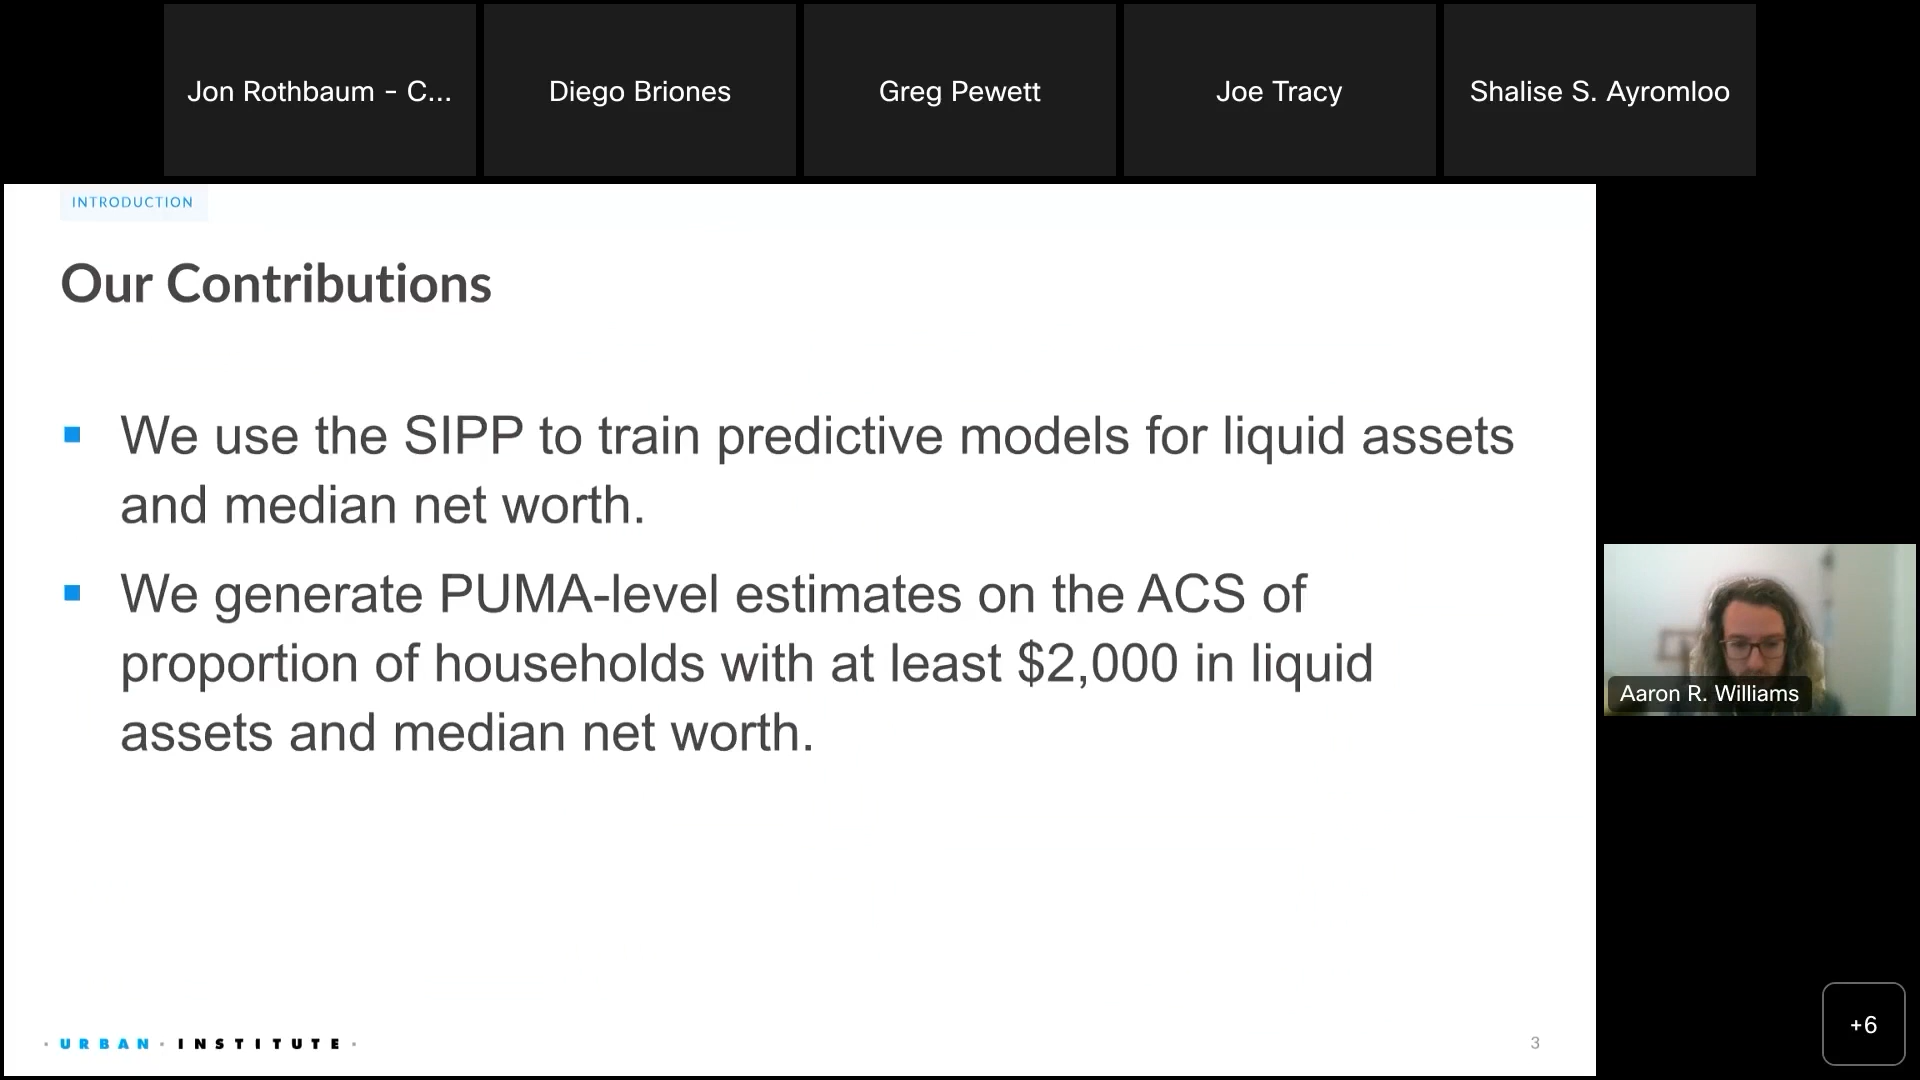 Jon Rothbaum - C...
Diego Briones
Greg Pewett
Joe Tracy
Shalise S. Ayromloo
INTRODUCTION
Our Contributions
We use the SIPP to train predictive models for liquid assets
and median net worth.
We generate PUMA-level estimates on the ACS of
proportion of households with at least $2,000 in liquid
assets and median net worth.
Aaron R. Williams
· URBAN · INSTITUTE ·
3
+6